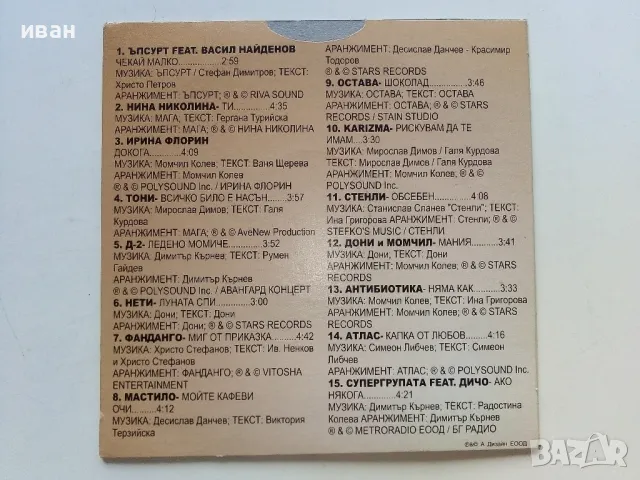 иван
1. ЪПСУРТ FEAT. ВАСИЛ НАЙДЕНОВ
ЧЕКАЙ МАЛКО................2:59
МУЗИКА: ЪПСУРТ / Стефан Димитров; ТЕКСТ:
Христо Петров
АРАНЖИМЕНТ: ЪПСУРТ; ® & © RIVA SOUND
2. НИНА НИКОЛИНА- ТИ..........4:35
МУЗИКА: МАГА, ТЕКСТ: Гергана Турийска
АРАНЖИМЕНТ: МАГА; ® & © НИНА НИКОЛИНА
3. ИРИНА ФЛОРИН
ДОКОГА..............4:09
МУЗИКА: Момчил Колев; ТЕКСТ: Ваня Щерева
АРАНЖИМЕНТ: Момчил Колев
® & © POLYSOUND Inc. / ИРИНА ФЛОРИН
4. ТОНИ- ВСИЧКО БИЛО Е НАСЪН.......3:57
МУЗИКА: Мирослав Димов; ТЕКСТ: Галя
Курдова
АРАНЖИМЕНТ: МАГА; ® & © AveNew Production
5. Д-2- ЛЕДЕНО МОМИЧЕ..........3:52
МУЗИКА: Димитър Кърнев; ТЕКСТ: Румен
Гайдев
АРАНЖИМЕНТ: Димитър Кърнев
® & © POLYSOUND Inc. / АВАНГАРД КОНЦЕРТ
6. НЕТИ- ЛУНАТА СПИ..........3:00
МУЗИКА: Дони; ТЕКСТ: Дони
АРАНЖИМЕНТ: Дони; ® & © STARS RECORDS
7. ФАНДАНГО- МИГ ОТ ПРИКАЗКА.......4:42
МУЗИКА: Христо Стефанов; ТЕКСТ: Ив. Ненков
и Христо Стефанов
АРАНЖИМЕНТ: ФАНДАНГО; ® & © VITOSHA
ENTERTAINMENT
8. МАСТИЛО- МОЙТЕ КАФЕВИ
ОЧИ.......4:12
МУЗИКА: Десислав Данчев; ТЕКСТ: Виктория
Терзийска
АРАНЖИМЕНТ: Десислав Данчев - Красимир
Тодоров
® & © STARS RECORDS
9. ОСТАВА- ШОКОЛАД..........3:46
МУЗИКА: ОСТАВА; ТЕКСТ: ОСТАВА
АРАНЖИМЕНТ: ОСТАВА; ® & © STARS
RECORDS / STAIN STUDIO
10. KARIZMA- РИСКУВАМ ДА ТЕ
ИМАМ....3:30
МУЗИКА: Мирослав Димов / Галя Курдова
ТЕКСТ: Мирослав Димов / Галя Курдова
АРАНЖИМЕНТ: Мирослав Димов; ® & ©
POLYSOUND Inc.
11. СТЕНЛИ- ОБСЕБЕН..........4:08
МУЗИКА: Станислав Сланев "Стенли"; ТЕКСТ:
Ина Григорова АРАНЖИМЕНТ: Стенли; ® & ©
STEFKO'S MUSIC / СТЕНЛИ
12. ДОНИ и МОМЧИЛ- МАНИЯ..........3:41
МУЗИКА: Дони; ТЕКСТ: Дони
АРАНЖИМЕНТ: Момчил Колев; ® & © STARS
RECORDS
13. АНТИБИОТИКА- НЯМА КАК..........3:33
МУЗИКА: Момчил Колев; ТЕКСТ: Ина Григорова
АРАНЖИМЕНТ: Момчил Колев; ® & © STARS
RECORDS
14. АТЛАС- КАПКА ОТ ЛЮБОВ..........4:16
МУЗИКА: Симеон Либчев; ТЕКСТ: Симеон
Либчев
АРАНЖИМЕНТ: АТЛАС; ® & © POLYSOUND Inc.
15. СУПЕРГРУПАТА FEAT. ДИЧО- АКО
НЯКОГА..........4:21
МУЗИКА: Димитър Кърнев; ТЕКСТ: Радостина
Колева АРАНЖИМЕНТ: Димитър Кърнев
® & © METRORADIO ЕООД / БГ РАДИО
®&© А Дизайн ЕООД
BAZAR
bg